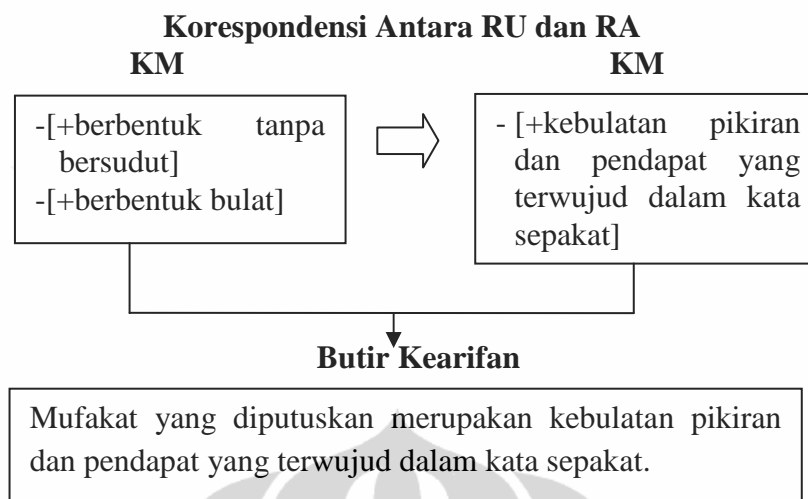 Korespondensi Antara RU dan RA
KM
KM
-[+berbentuk tanpa
bersudut]
-[+berbentuk bulat]
- [+kebulatan pikiran
dan pendapat yang
terwujud dalam kata
sepakat]
Butir Kearifan
Mufakat yang diputuskan merupakan kebulatan pikiran
dan pendapat yang terwujud dalam kata sepakat.